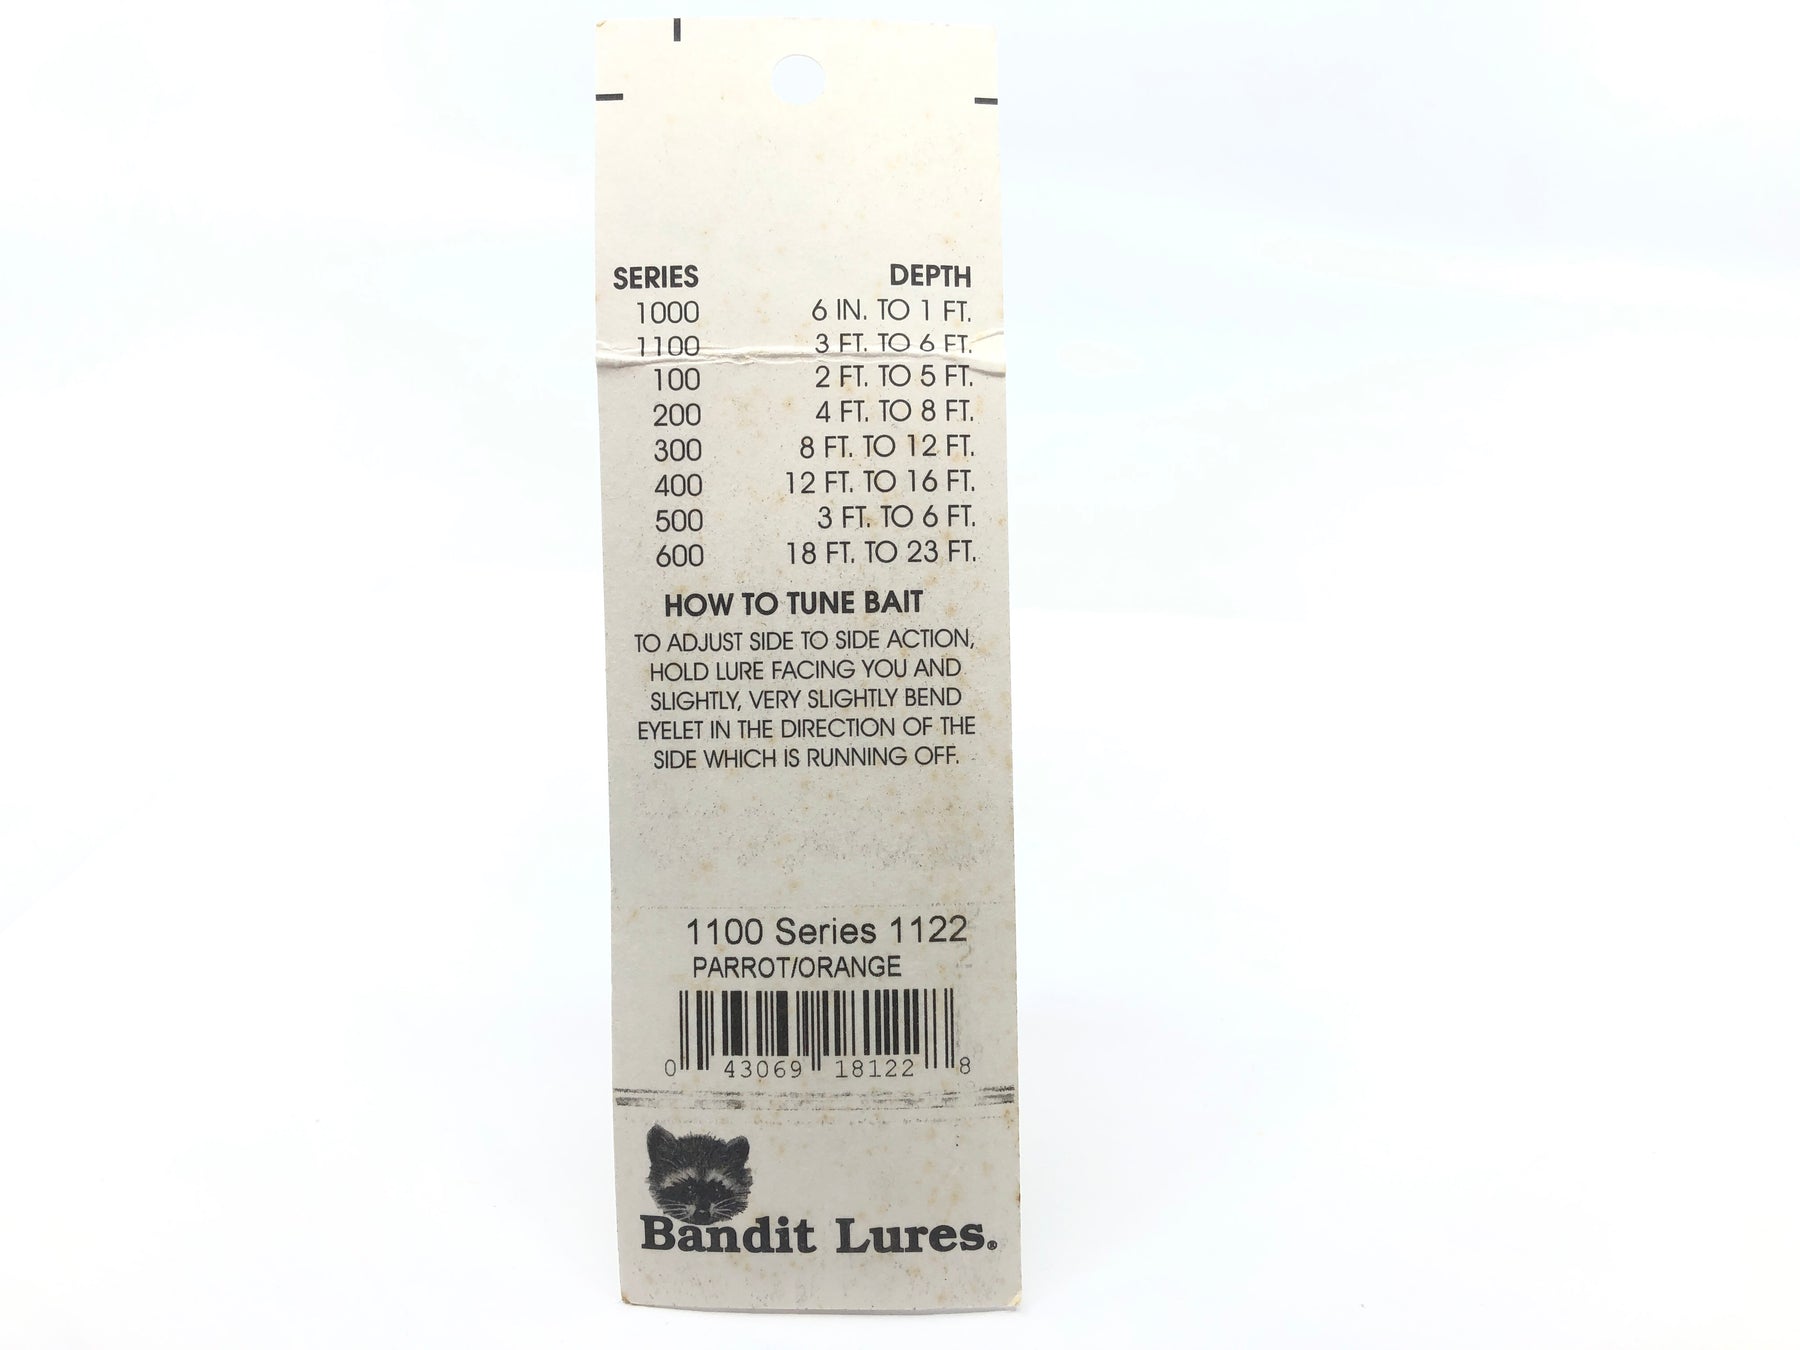 SERIES DEPTH
1000 6 IN. TO 1 FT.
1100 3 FT. TO 6 FT.
100 2 FT. TO 5 FT.
200 4 FT. TO 8 FT.
300 8 FT. TO 12 FT.
400 12 FT. TO 16 FT.
500 3 FT. TO 6 FT.
600 18 FT. TO 23 FT.
HOW TO TUNE BAIT
TO ADJUST SIDE TO SIDE ACTION,
HOLD LURE FACING YOU AND
SLIGHTLY, VERY SLIGHTLY BEND
EYELET IN THE DIRECTION OF THE
SIDE WHICH IS RUNNING OFF.
1100 Series 1122
PARROT/ORANGE
0 43069 18122 8
Bandit Lures®